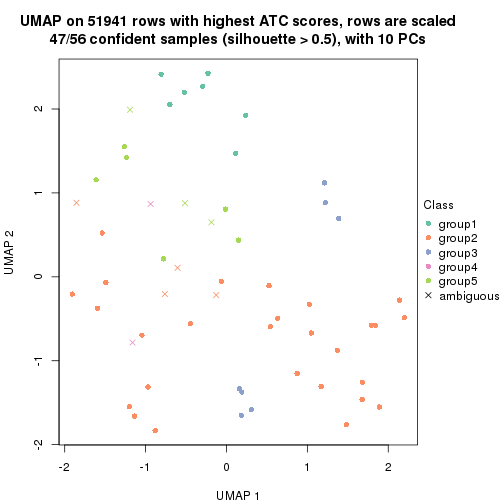 UMAP on 51941 rows with highest ATC scores, rows are scaled
47/56 confident samples (silhouette > 0.5), with 10 PCs
UMAP 2
2
1
0
-1
-2
-2
-1
0
1
2
UMAP 1
Class
group1
group2
group3
group4
group5
ambiguous